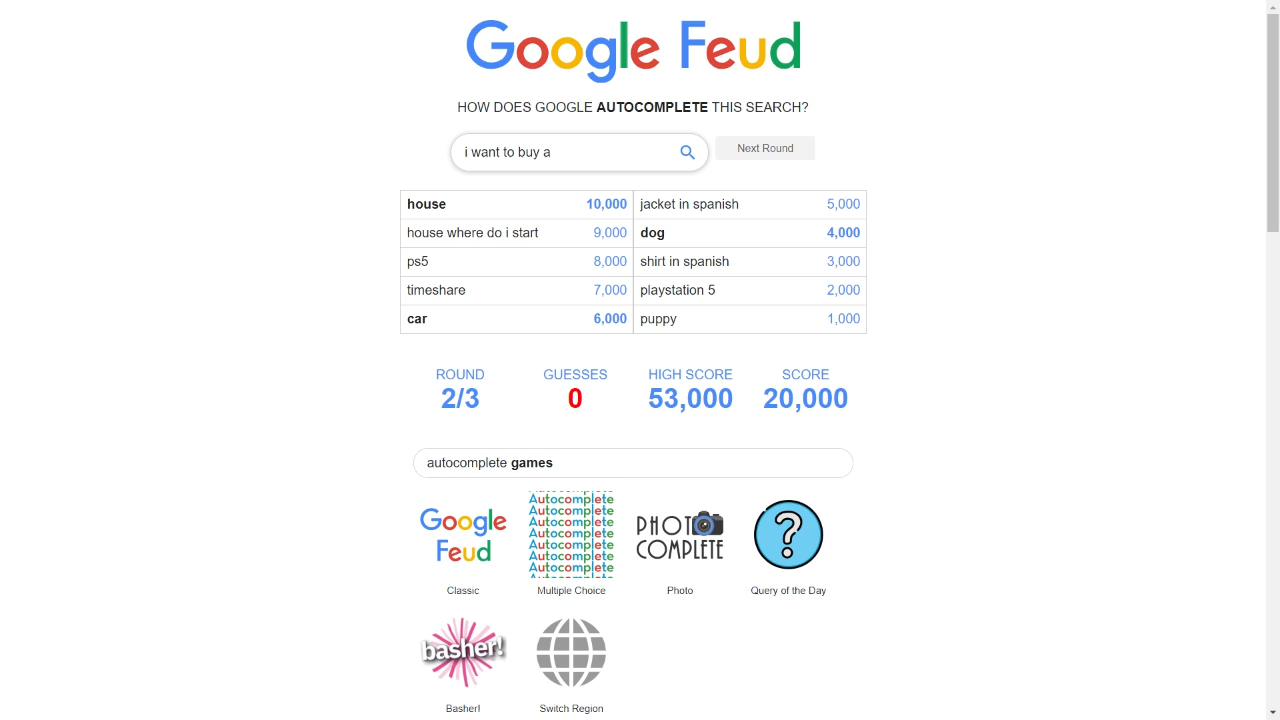 Google Feud
HOW DOES GOOGLE AUTOCOMPLETE THIS SEARCH?
i want to buy a
Next Round
house 10,000 jacket in spanish 5,000
house where do i start 9,000 dog 4,000
ps5 8,000 shirt in spanish 3,000
timeshare 7,000 playstation 5 2,000
car 6,000 puppy 1,000
ROUND GUESSES HIGH SCORE SCORE
2/3 0 53,000 20,000
autocomplete games
Google Feud
Autocomplete
Autocomplete
Autocomplete
Autocomplete
Autocomplete
Autocomplete
Autocomplete
PHOTO COMPLETE
?
Classic Multiple Choice Photo Query of the Day
basher!
Basher! Switch Region